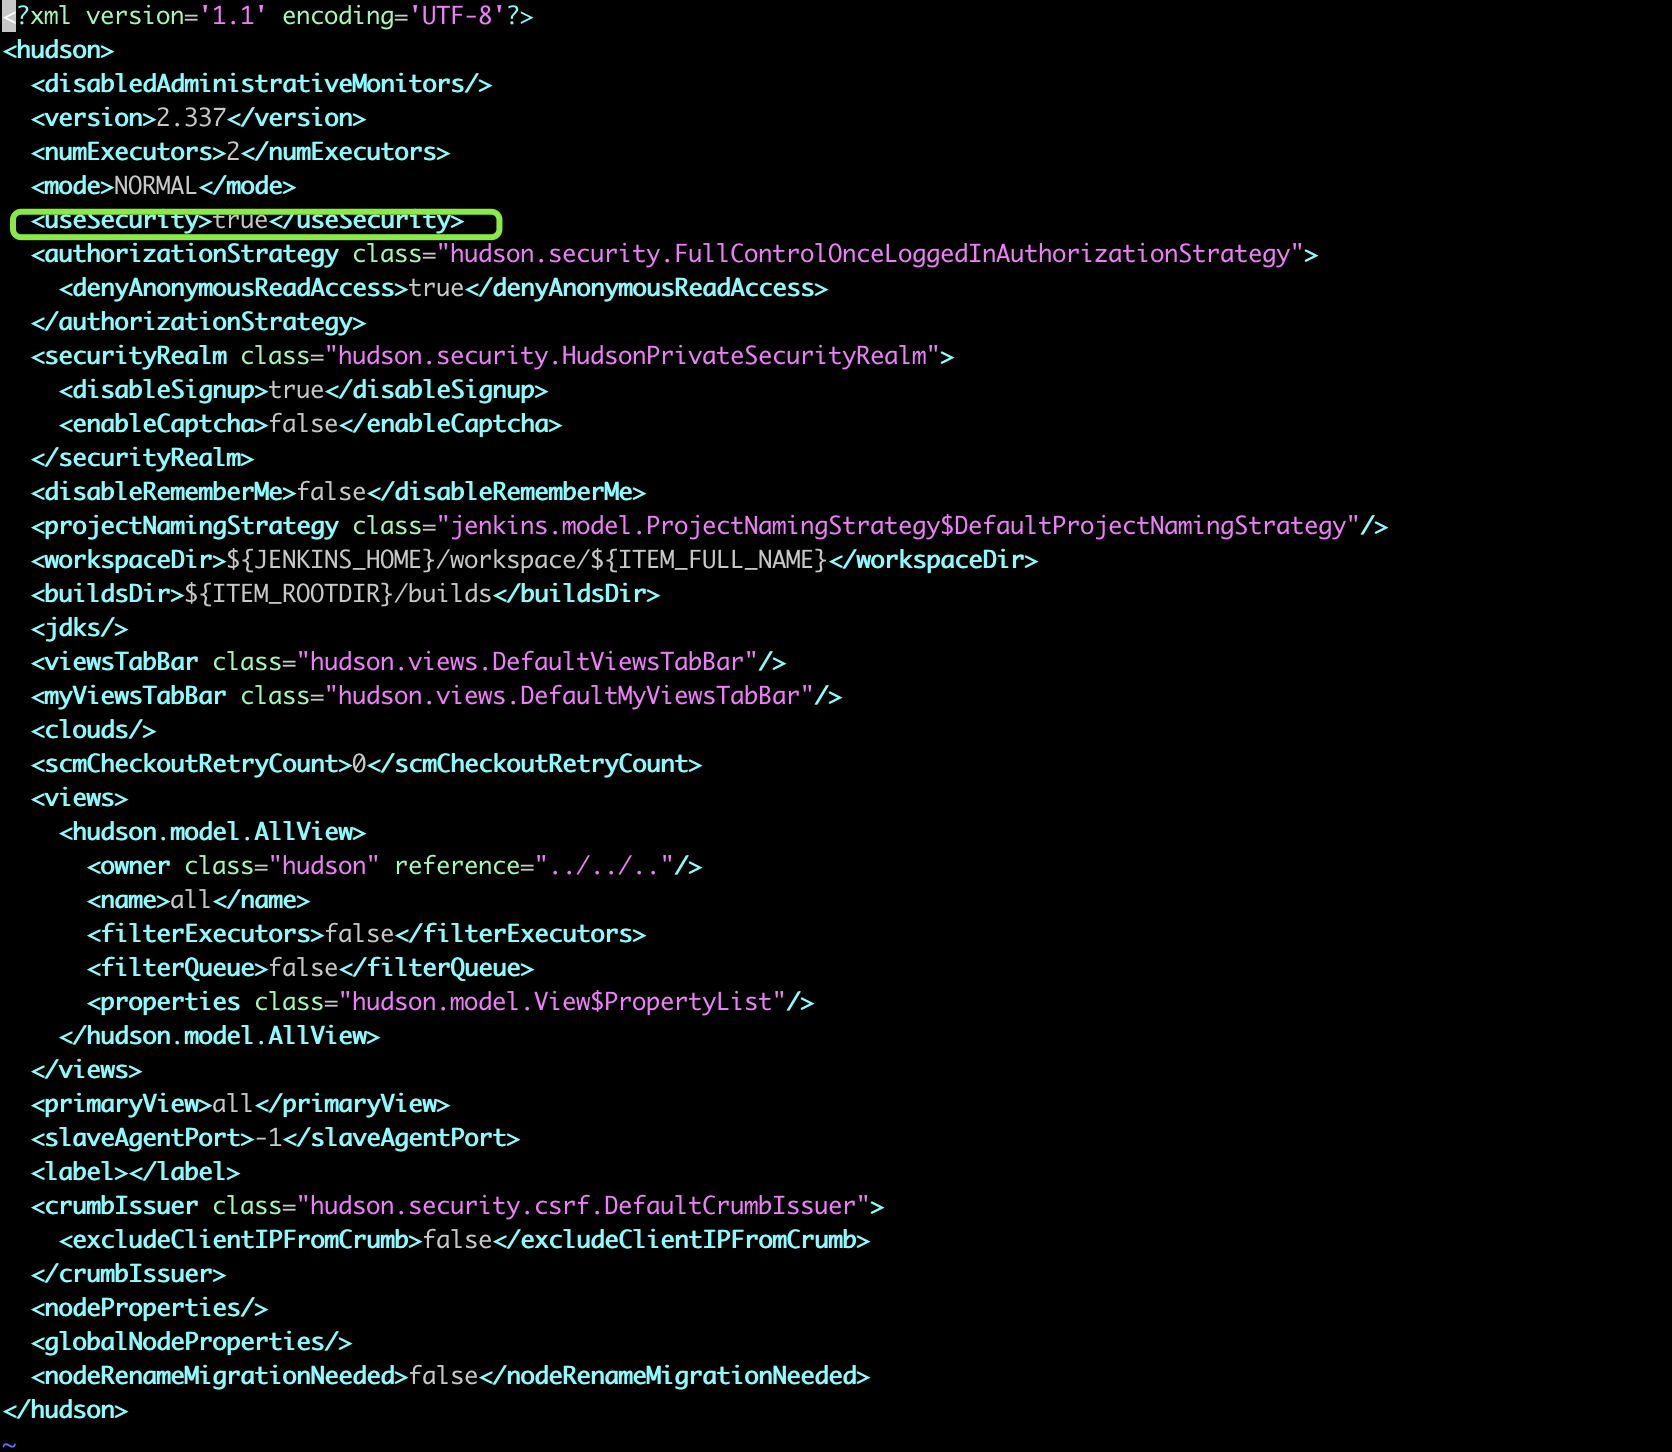 <?xml version='1.1' encoding='UTF-8'?>
<hudson>
  <disabledAdministrativeMonitors/>
  <version>2.337</version>
  <numExecutors>2</numExecutors>
  <mode>NORMAL</mode>
  <useSecurity>true</useSecurity>
  <authorizationStrategy class="hudson.security.FullControlOnceLoggedInAuthorizationStrategy">
    <denyAnonymousReadAccess>true</denyAnonymousReadAccess>
  </authorizationStrategy>
  <securityRealm class="hudson.security.HudsonPrivateSecurityRealm">
    <disableSignup>true</disableSignup>
    <enableCaptcha>false</enableCaptcha>
  </securityRealm>
  <disableRememberMe>false</disableRememberMe>
  <projectNamingStrategy class="jenkins.model.ProjectNamingStrategy$DefaultProjectNamingStrategy"/>
  <workspaceDir>${JENKINS_HOME}/workspace/${ITEM_FULL_NAME}</workspaceDir>
  <buildsDir>${ITEM_ROOTDIR}/builds</buildsDir>
  <jdks/>
  <viewsTabBar class="hudson.views.DefaultViewsTabBar"/>
  <myViewsTabBar class="hudson.views.DefaultMyViewsTabBar"/>
  <clouds/>
  <scmCheckoutRetryCount>0</scmCheckoutRetryCount>
  <views>
    <hudson.model.AllView>
      <owner class="hudson" reference="../../.."/>
      <name>all</name>
      <filterExecutors>false</filterExecutors>
      <filterQueue>false</filterQueue>
      <properties class="hudson.model.View$PropertyList"/>
    </hudson.model.AllView>
  </views>
  <primaryView>all</primaryView>
  <slaveAgentPort>-1</slaveAgentPort>
  <label></label>
  <crumbIssuer class="hudson.security.csrf.DefaultCrumbIssuer">
    <excludeClientIPFromCrumb>false</excludeClientIPFromCrumb>
  </crumbIssuer>
  <nodeProperties/>
  <globalNodeProperties/>
  <nodeRenameMigrationNeeded>false</nodeRenameMigrationNeeded>
</hudson>
~